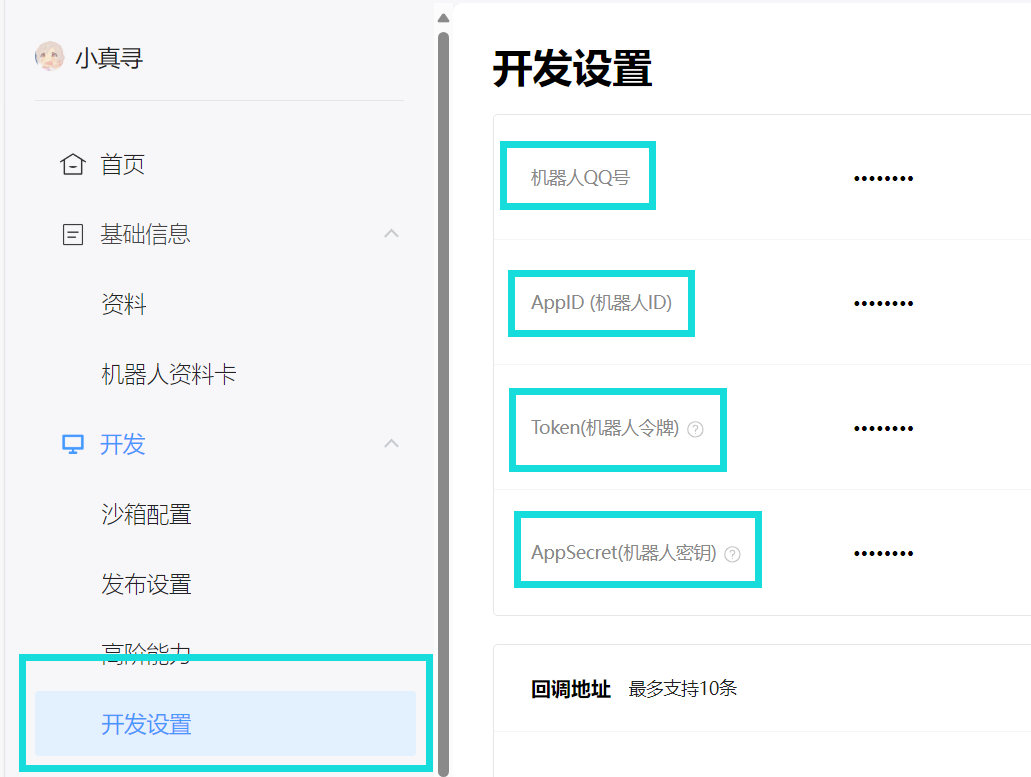 小真寻
首页
基础信息
资料
机器人资料卡
开发
沙箱配置
发布设置
高阶能力
开发设置
开发设置
机器人QQ号 ••••••••
AppID (机器人ID) ••••••••
Token(机器人令牌) ? ••••••••
AppSecret(机器人密钥) ? ••••••••
回调地址 最多支持10条